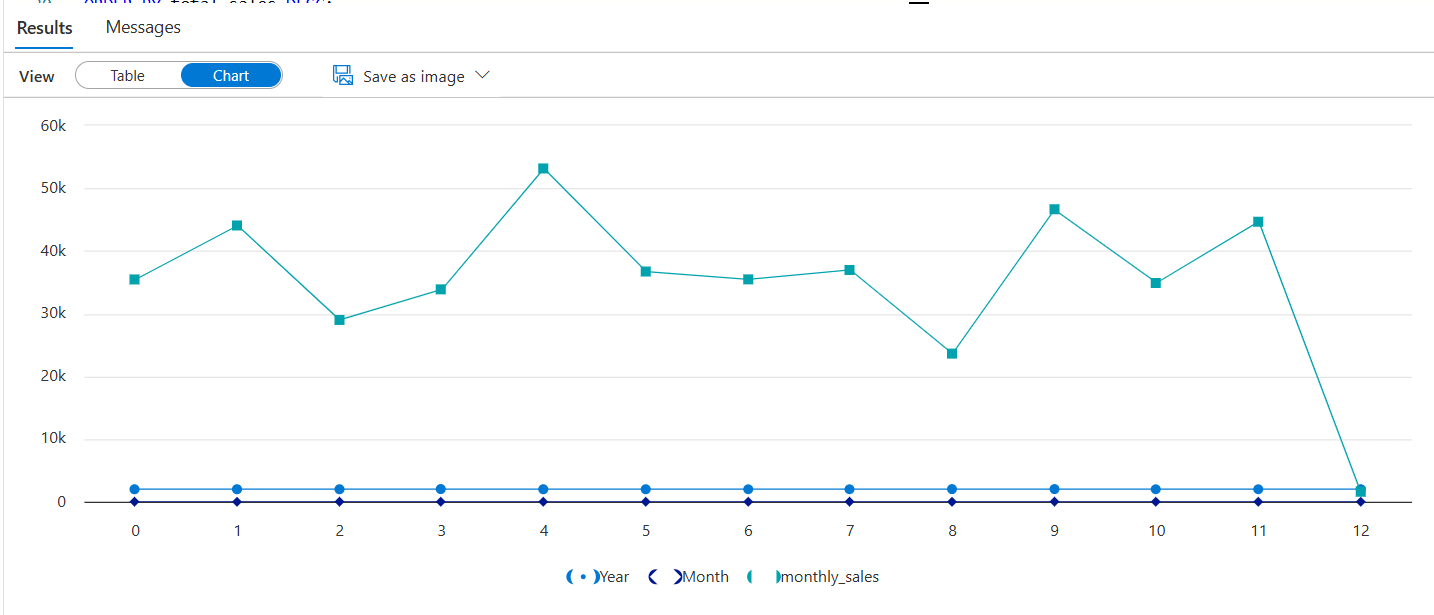 Results Messages
View Table Chart Save as image
60k
50k
40k
30k
20k
10k
0
0 1 2 3 4 5 6 7 8 9 10 11 12
Year Month monthly_sales